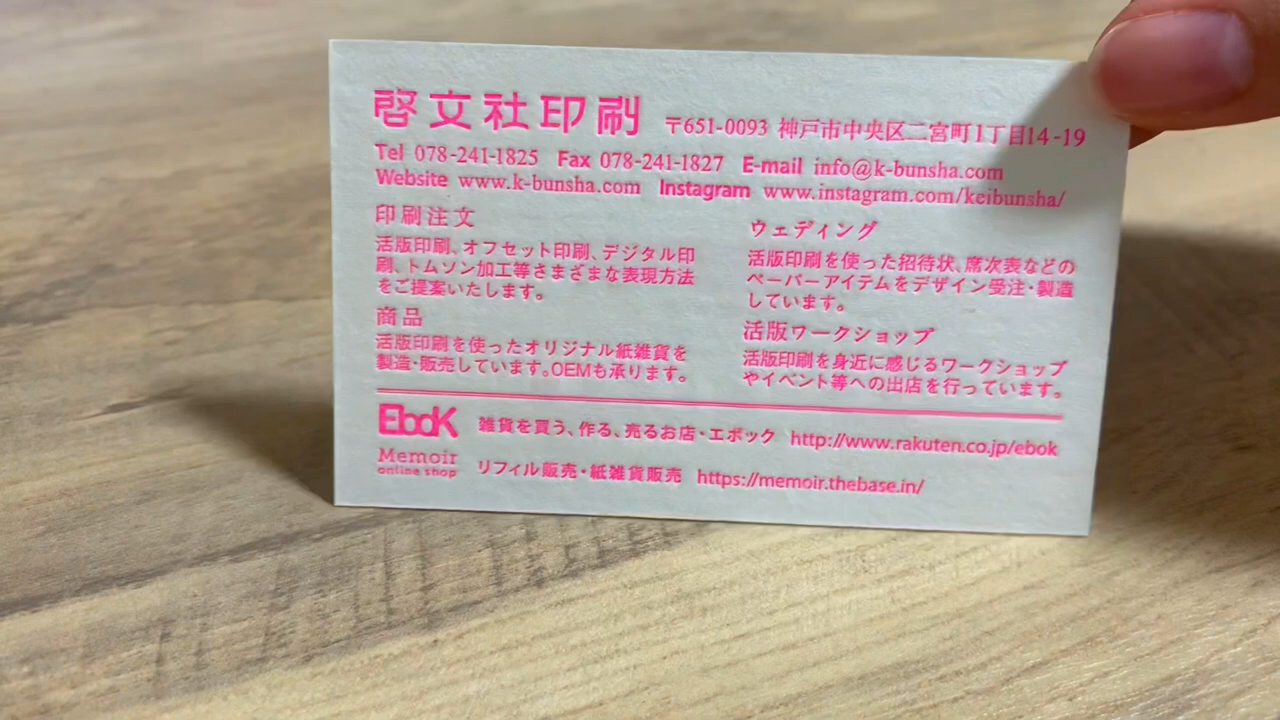 啓文社印刷 〒651-0093 神戸市中央区二宮町1丁目14-19
Tel 078-241-1825 Fax 078-241-1827 E-mail info@k-bunsha.com
Website www.k-bunsha.com Instagram www.instagram.com/keibunsha/
印刷注文
活版印刷、オフセット印刷、デジタル印
刷、トムソン加工等さまざまな表現方法
をご提案いたします。
商品
活版印刷を使ったオリジナル紙雑貨を
製造・販売しています。OEMも承ります。
ウェディング
活版印刷を使った招待状、席次表などの
ペーパーアイテムをデザイン受注・製造
しています。
活版ワークショップ
活版印刷を身近に感じるワークショップ
やイベント等への出店を行っています。
EboK 雑貨を買う、作る、売るお店・エボック http://www.rakuten.co.jp/ebok
Memoir
online shop リフィル販売・紙雑貨販売 https://memoir.thebase.in/